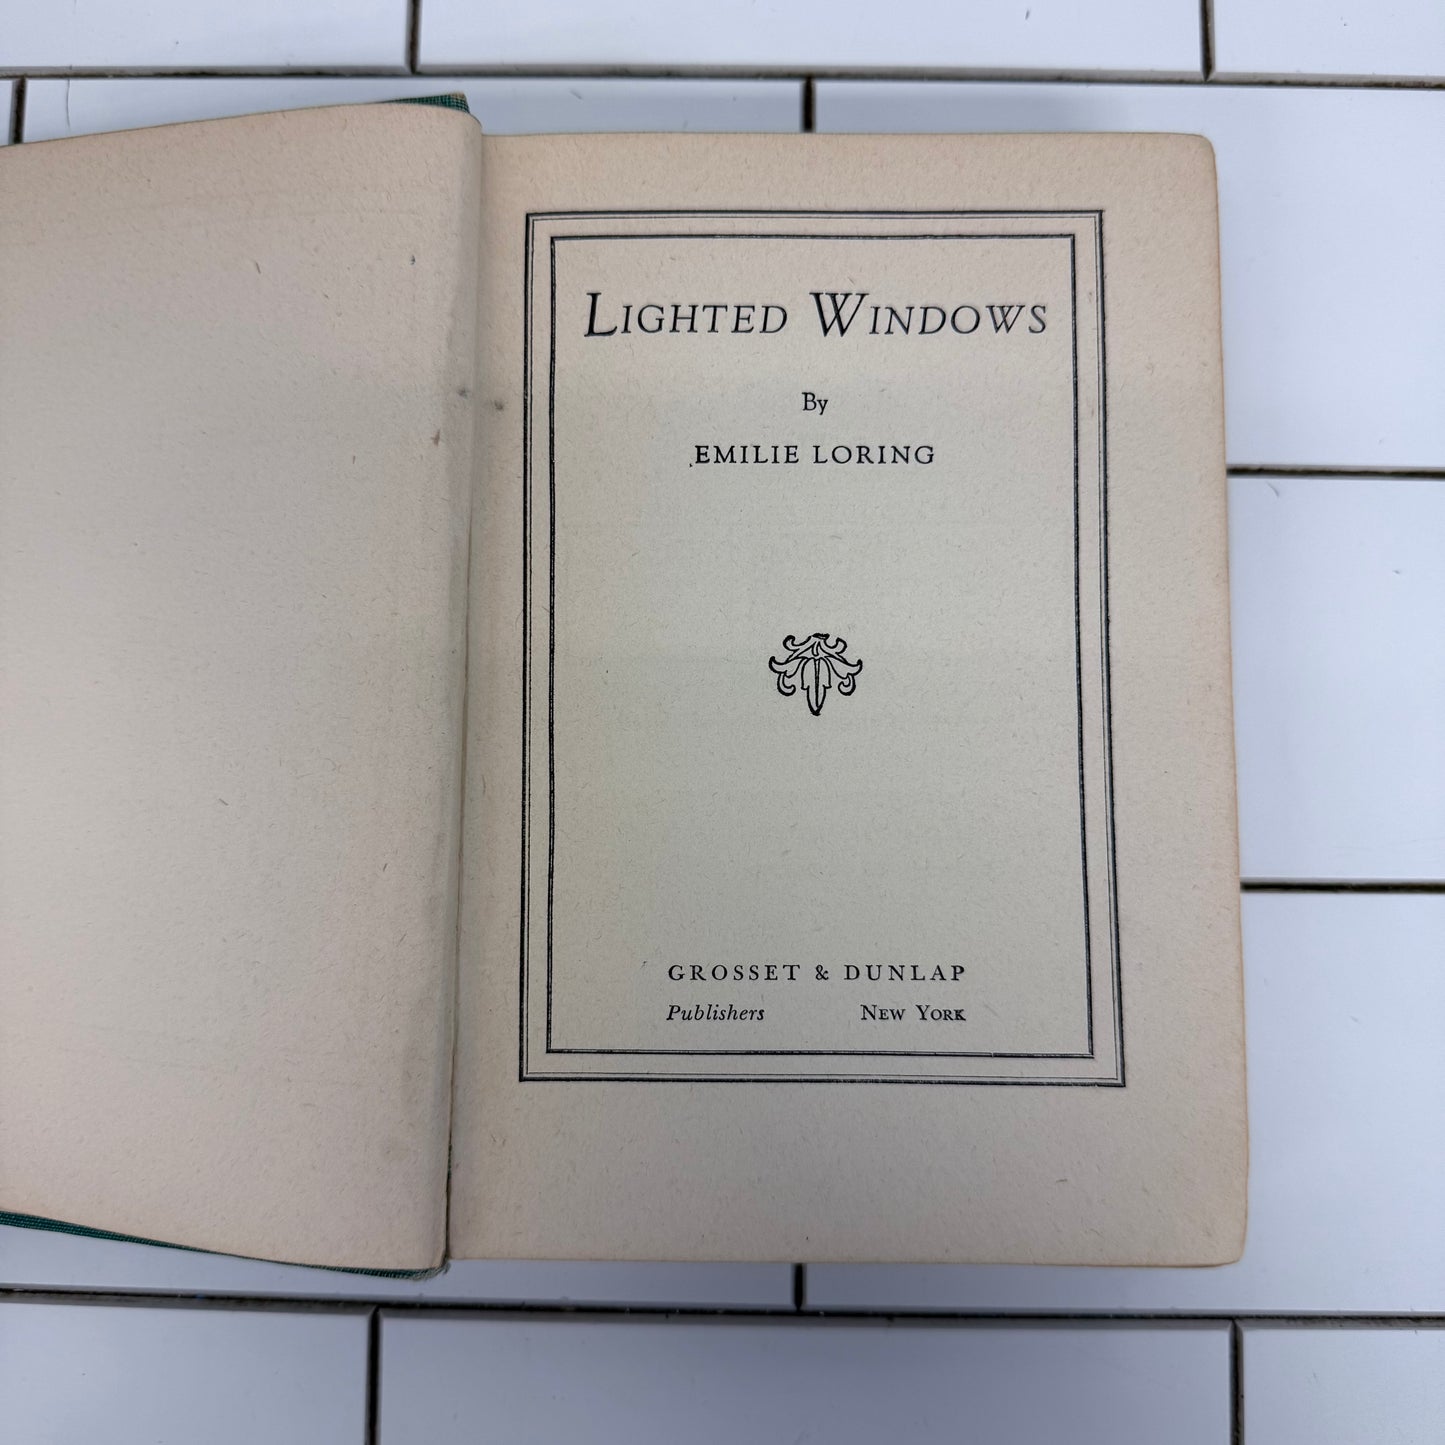 LIGHTED WINDOWS
By
EMILIE LORING
GROSSET & DUNLAP
Publishers NEW YORK